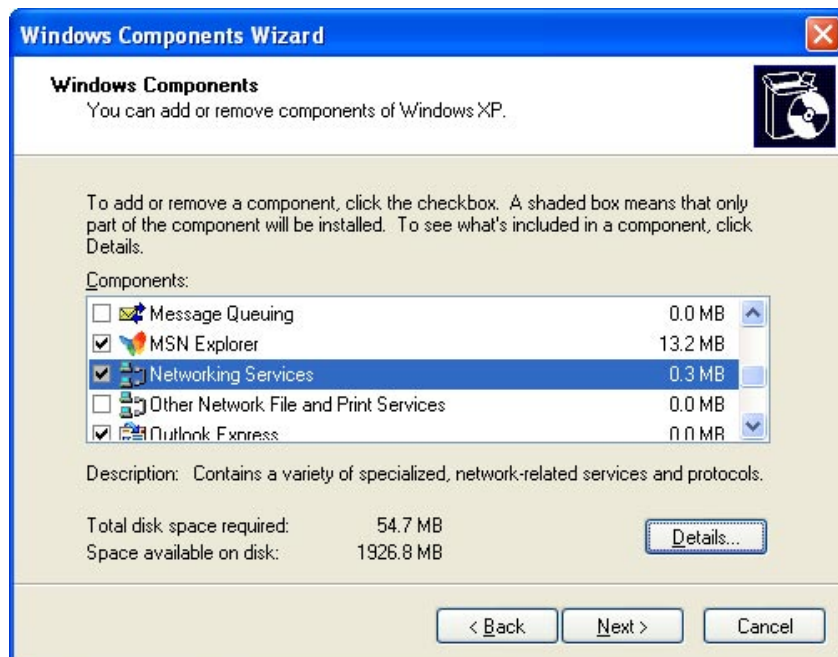 Windows Components Wizard
Windows Components
You can add or remove components of Windows XP.
To add or remove a component, click the checkbox. A shaded box means that only
part of the component will be installed. To see what's included in a component, click
Details.
Components:
Message Queuing 0.0 MB
MSN Explorer 13.2 MB
Networking Services 0.3 MB
Other Network File and Print Services 0.0 MB
Outlook Express 0.0 MB
Description: Contains a variety of specialized, network-related services and protocols.
Total disk space required: 54.7 MB
Space available on disk: 1926.8 MB
Details...
< Back Next > Cancel